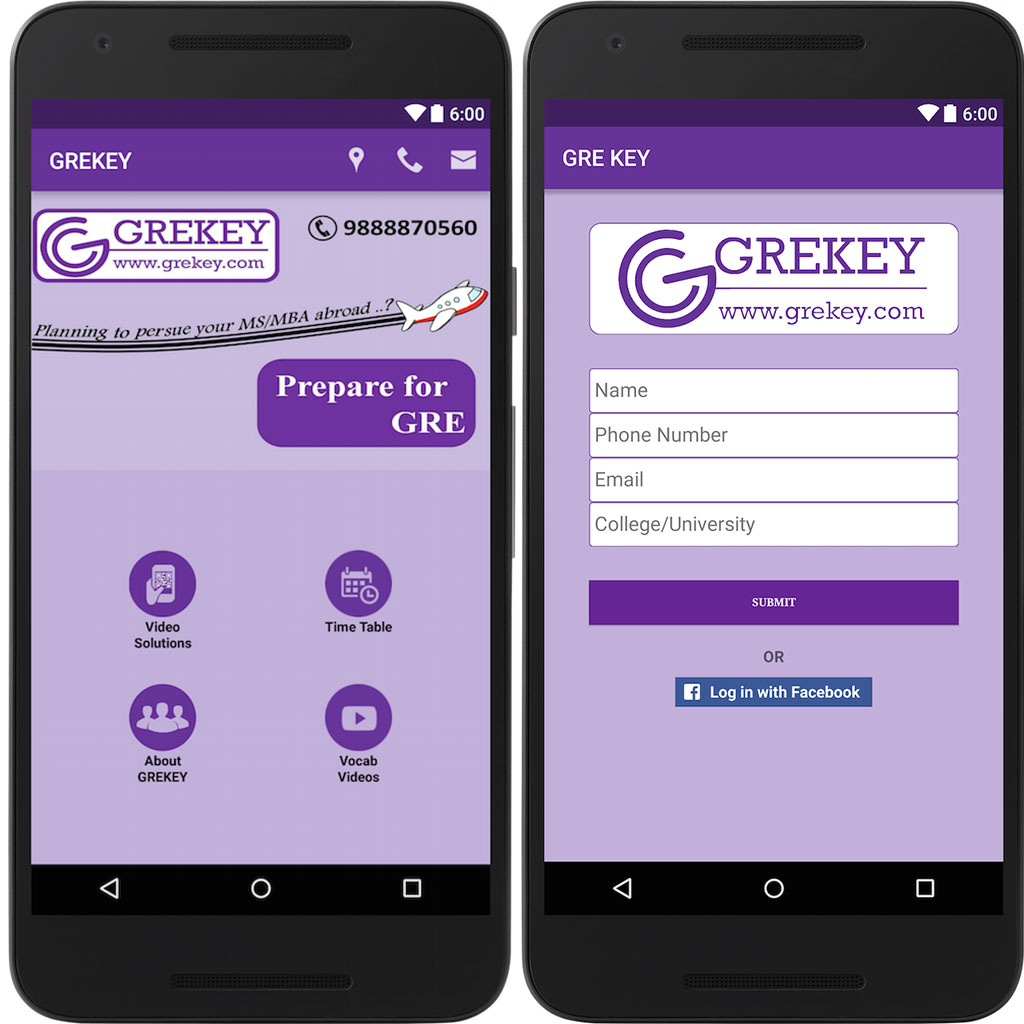 6:00
GREKEY
GREKEY
www.grekey.com
9888870560
Planning to persue your MS/MBA abroad ..?
Prepare for
GRE
Video
Solutions
Time Table
About
GREKEY
Vocab
Videos
6:00
GRE KEY
GREKEY
www.grekey.com
Name
Phone Number
Email
College/University
SUBMIT
OR
Log in with Facebook